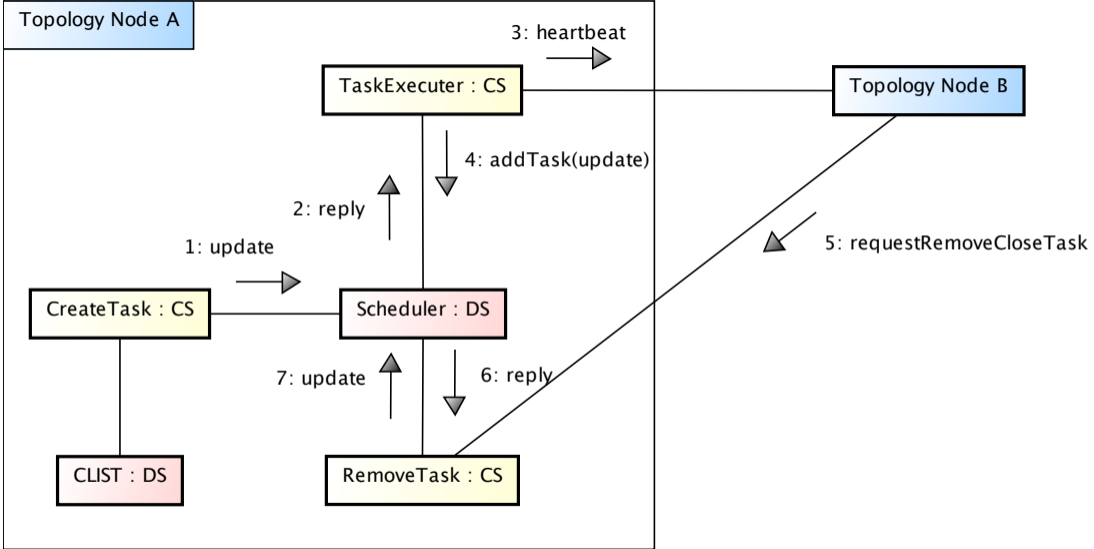 Topology Node A
3: heartbeat
TaskExecuter : CS
Topology Node B
4: addTask(update)
2: reply
1: update
5: requestRemoveCloseTask
CreateTask : CS
Scheduler : DS
7: update
6: reply
CLIST : DS
RemoveTask : CS